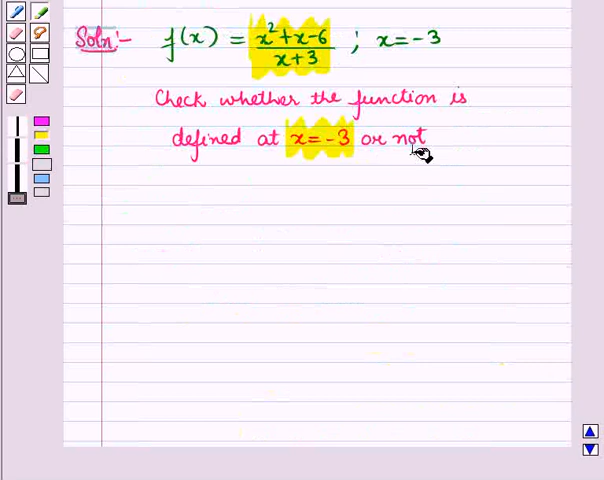 Soln:- f(x) = x²+x-6 / x+3 ; x=-3
Check whether the function is
defined at x=-3 or not